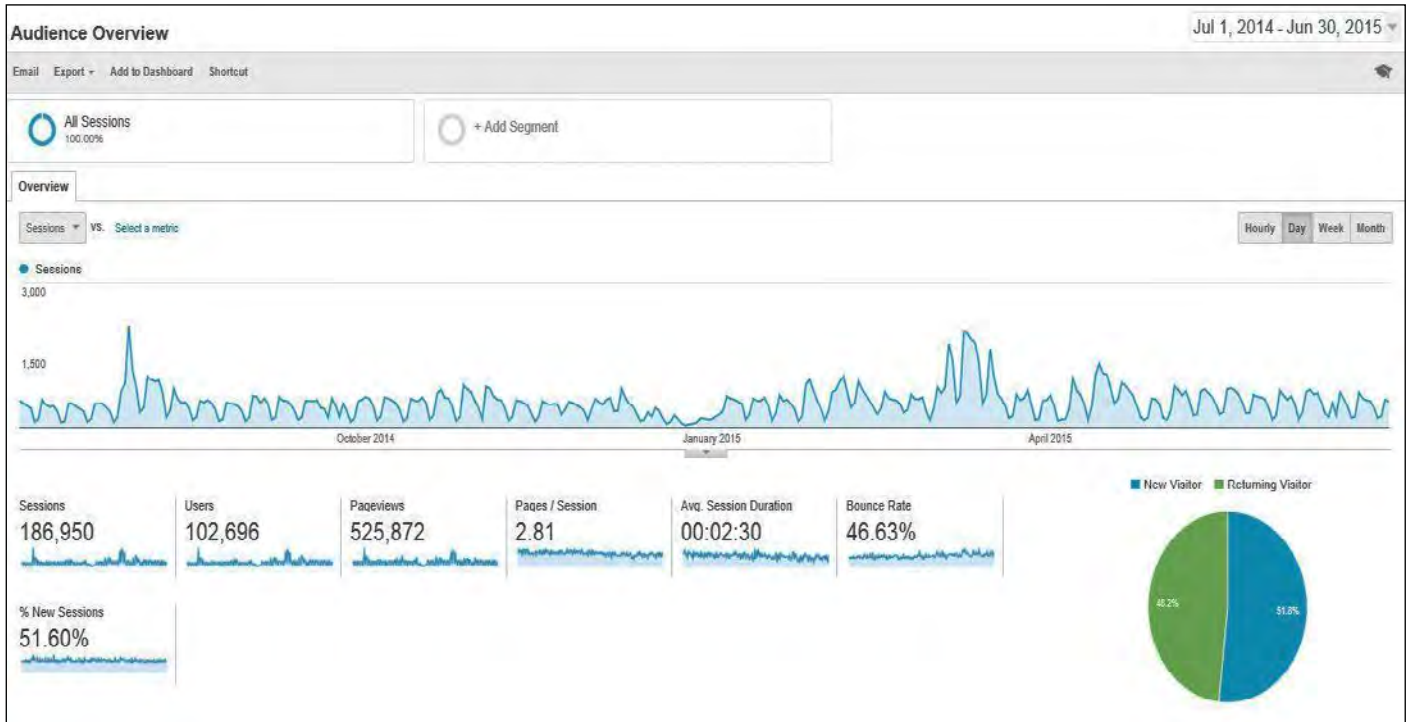 Audience Overview
Jul 1, 2014 - Jun 30, 2015
Email Export Add to Dashboard Shortcut
All Sessions
100.00%
+ Add Segment
Overview
Sessions VS. Select a metric
Hourly Day Week Month
Sessions
3,000
1,500
October 2014 January 2015 April 2015
New Visitor Returning Visitor
Sessions
186,950
Users
102,696
Pageviews
525,872
Pages / Session
2.81
Avg. Session Duration
00:02:30
Bounce Rate
46.63%
% New Sessions
51.60%
48.2%
51.8%